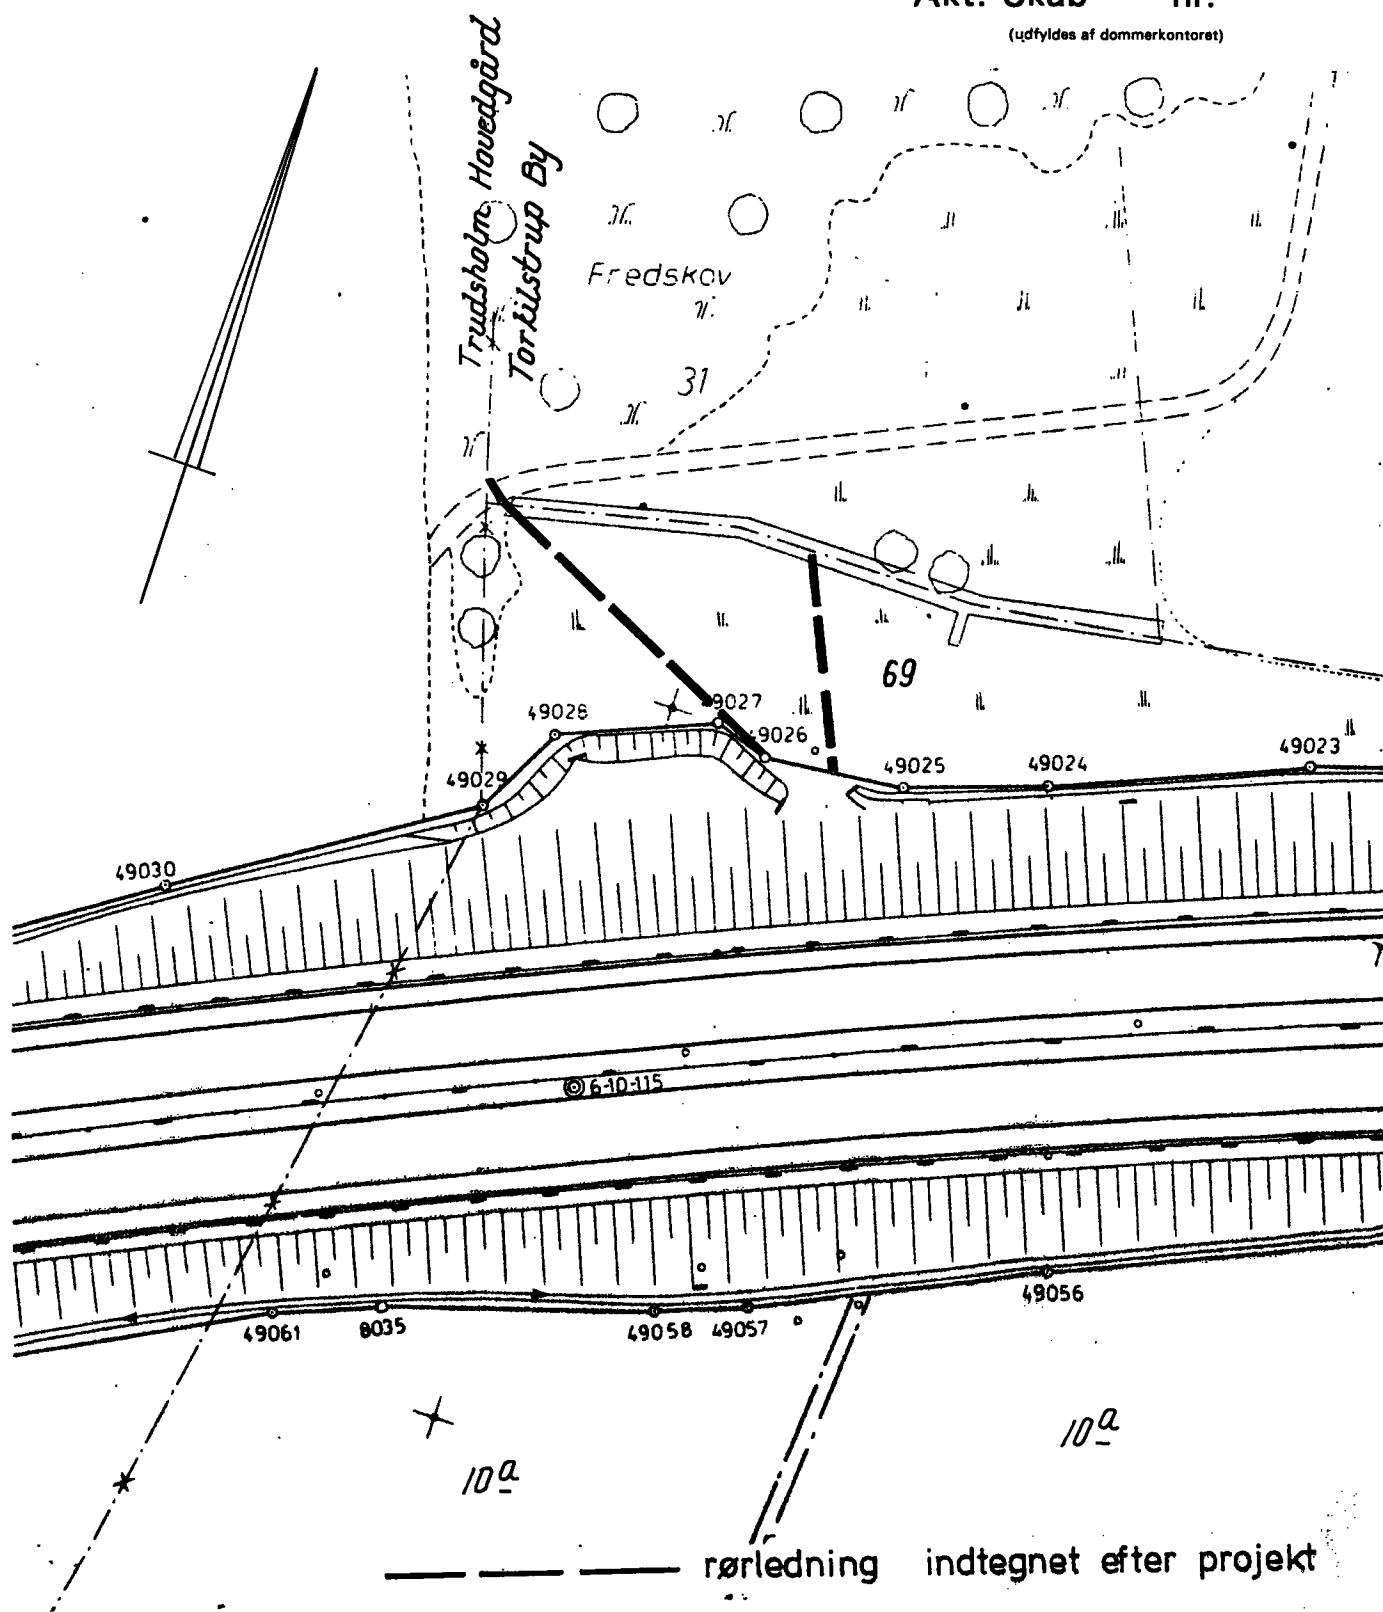 Akt. Skab nr.
(udfyldes af dommerkontoret)
Trudsholm Hovedgård
Torkilstrup By
Fredskov
31
69
49028
9027
49026
49029
49025
49024
49023
49030
6-10-115
49061
8035
49058
49057
49056
10a
10a
rørledning indtegnet efter projekt